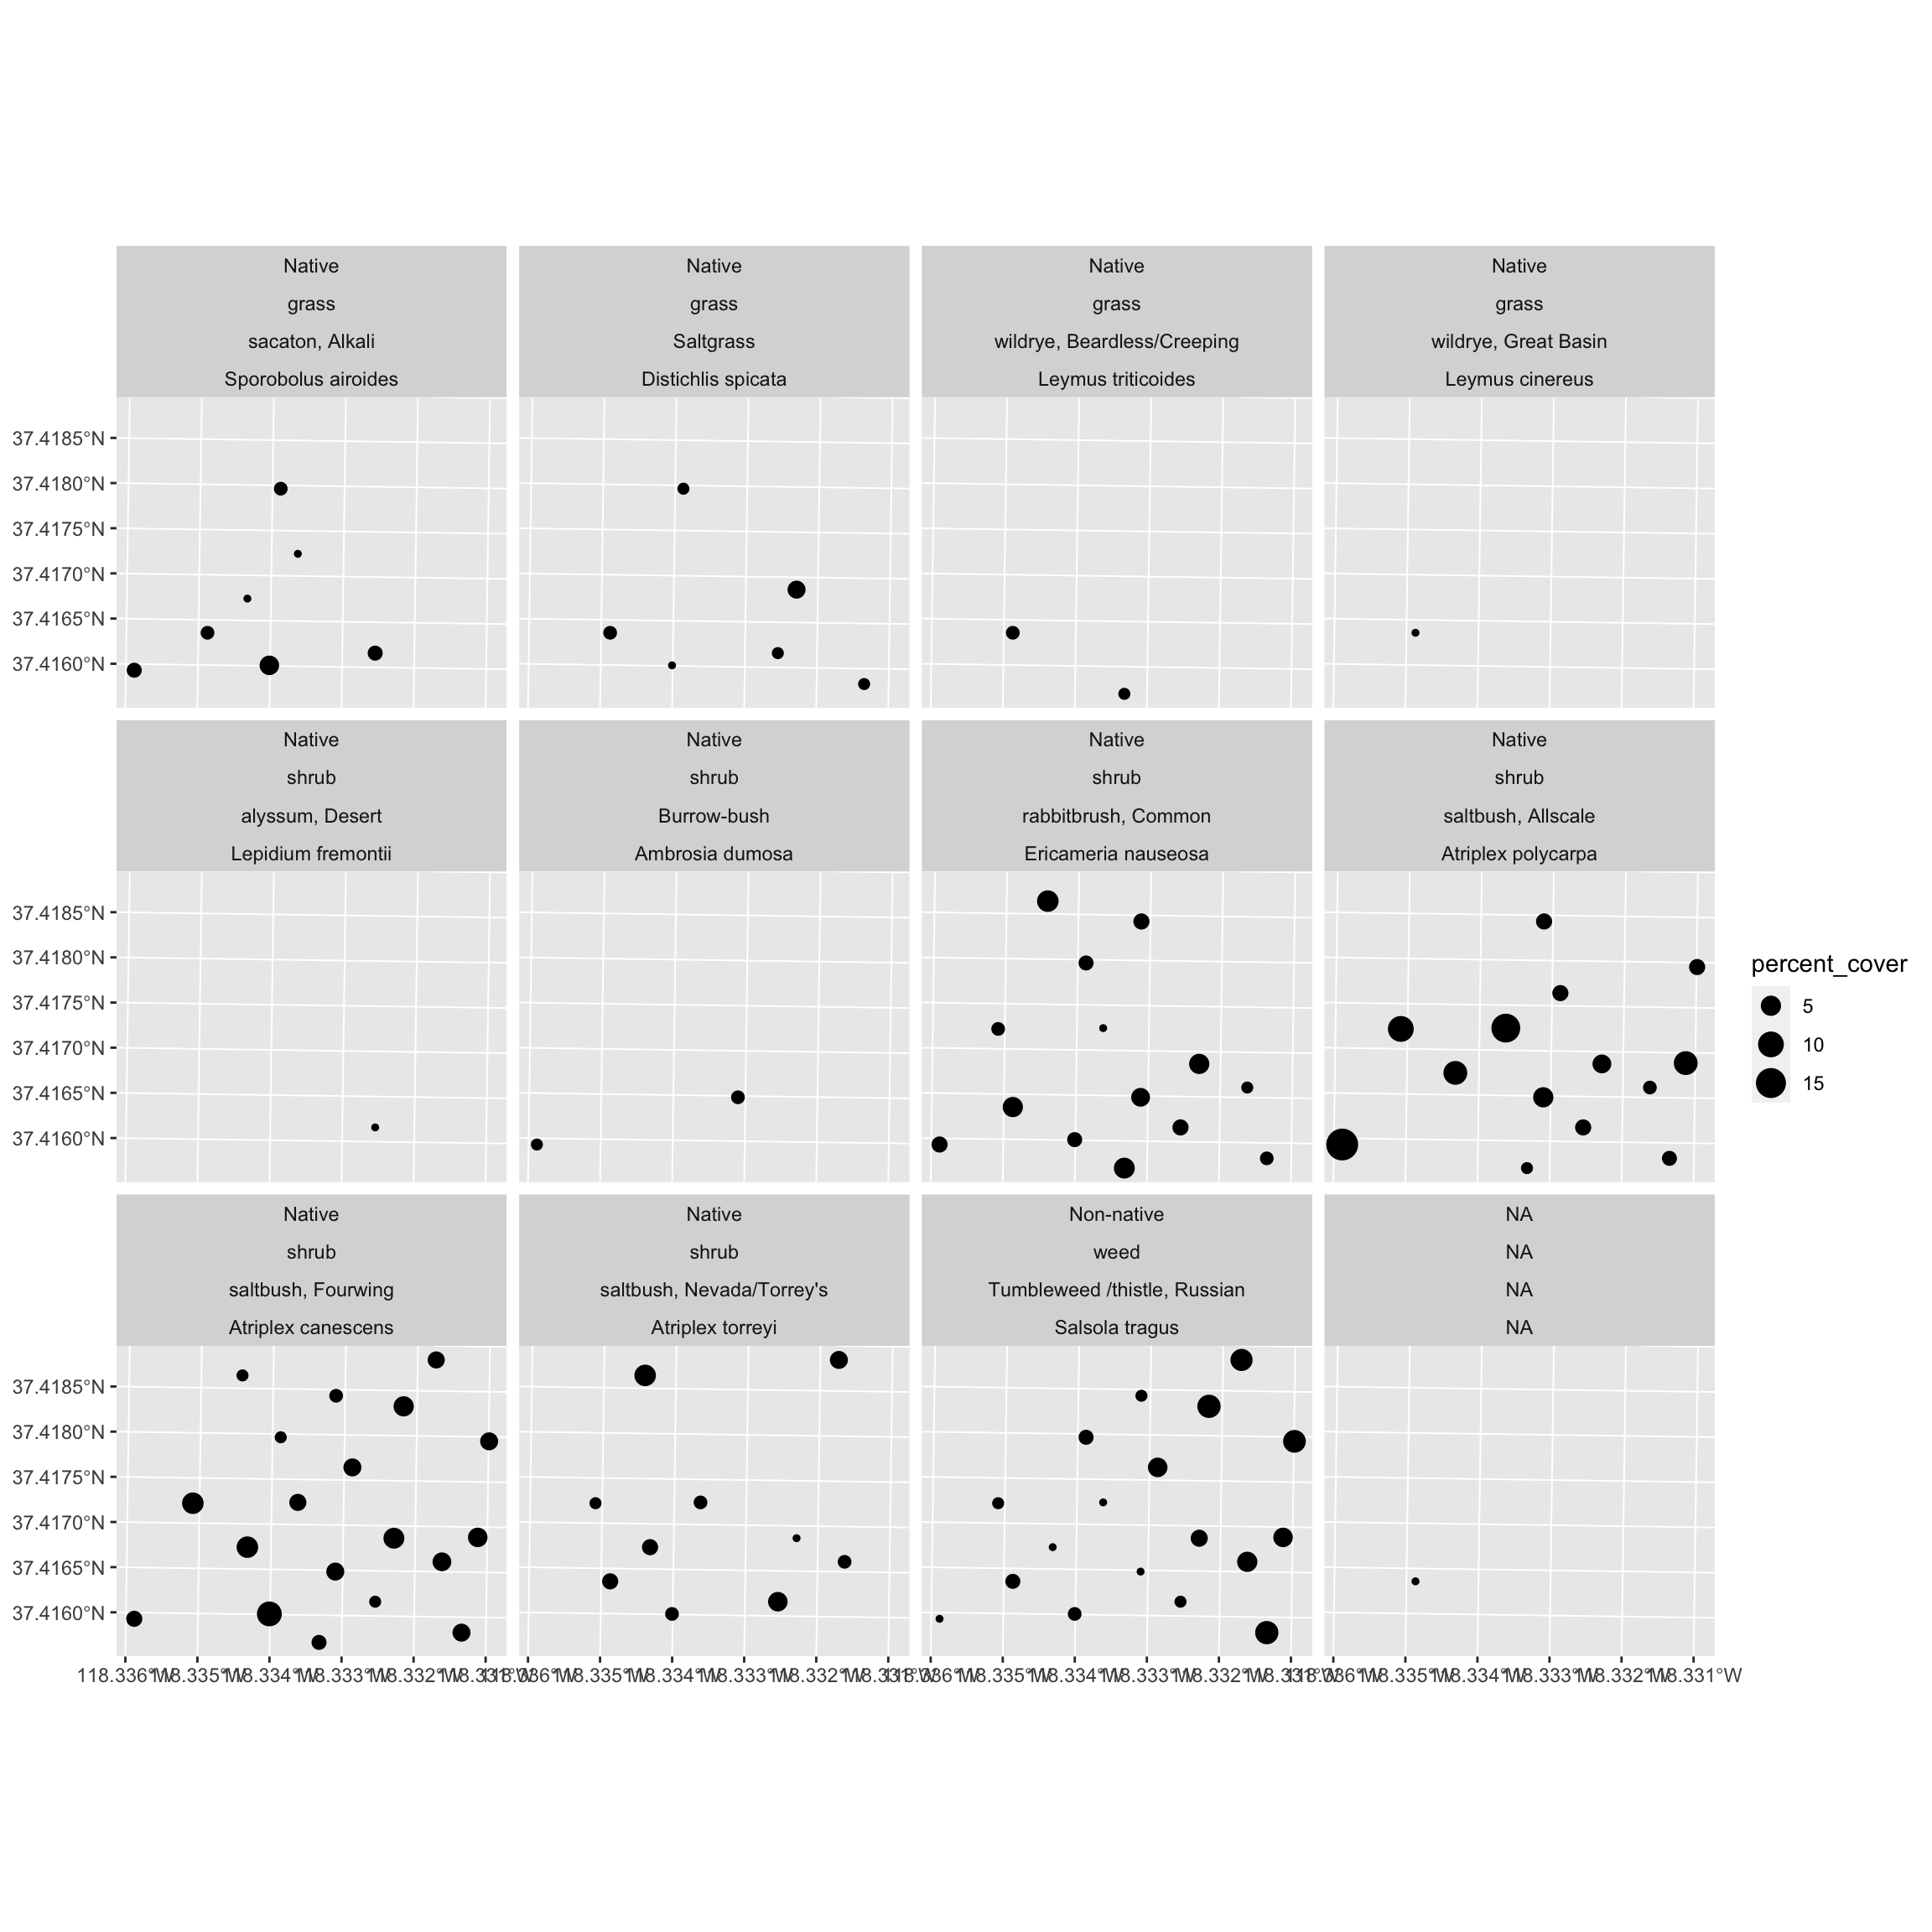 Native Native Native Native
grass grass grass grass
sacaton, Alkali Saltgrass wildrye, Beardless/Creeping wildrye, Great Basin
Sporobolus airoides Distichlis spicata Leymus triticoides Leymus cinereus
37.4185°N
37.4180°N
37.4175°N
37.4170°N
37.4165°N
37.4160°N
Native Native Native Native
shrub shrub shrub shrub
alyssum, Desert Burrow-bush rabbitbrush, Common saltbush, Allscale
Lepidium fremontii Ambrosia dumosa Ericameria nauseosa Atriplex polycarpa
37.4185°N
37.4180°N
37.4175°N
37.4170°N
37.4165°N
37.4160°N
percent_cover
5
10
15
Native Native Non-native NA
shrub shrub weed NA
saltbush, Fourwing saltbush, Nevada/Torrey's Tumbleweed /thistle, Russian NA
Atriplex canescens Atriplex torreyi Salsola tragus NA
37.4185°N
37.4180°N
37.4175°N
37.4170°N
37.4165°N
37.4160°N